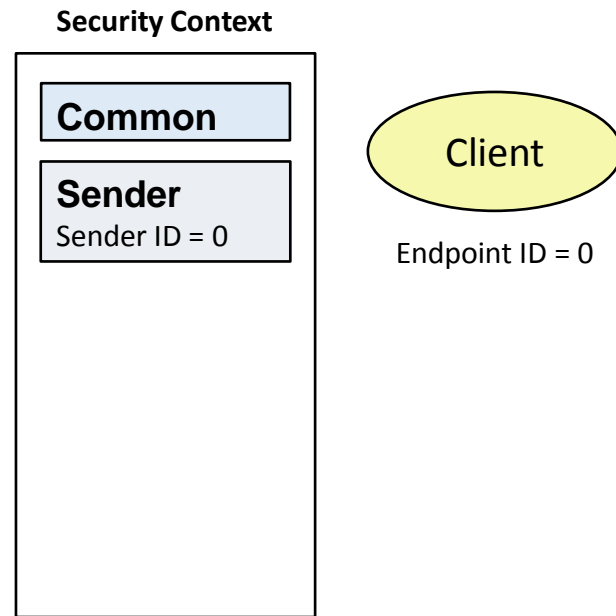 Security Context
Common
Sender
Sender ID = 0
Client
Endpoint ID = 0